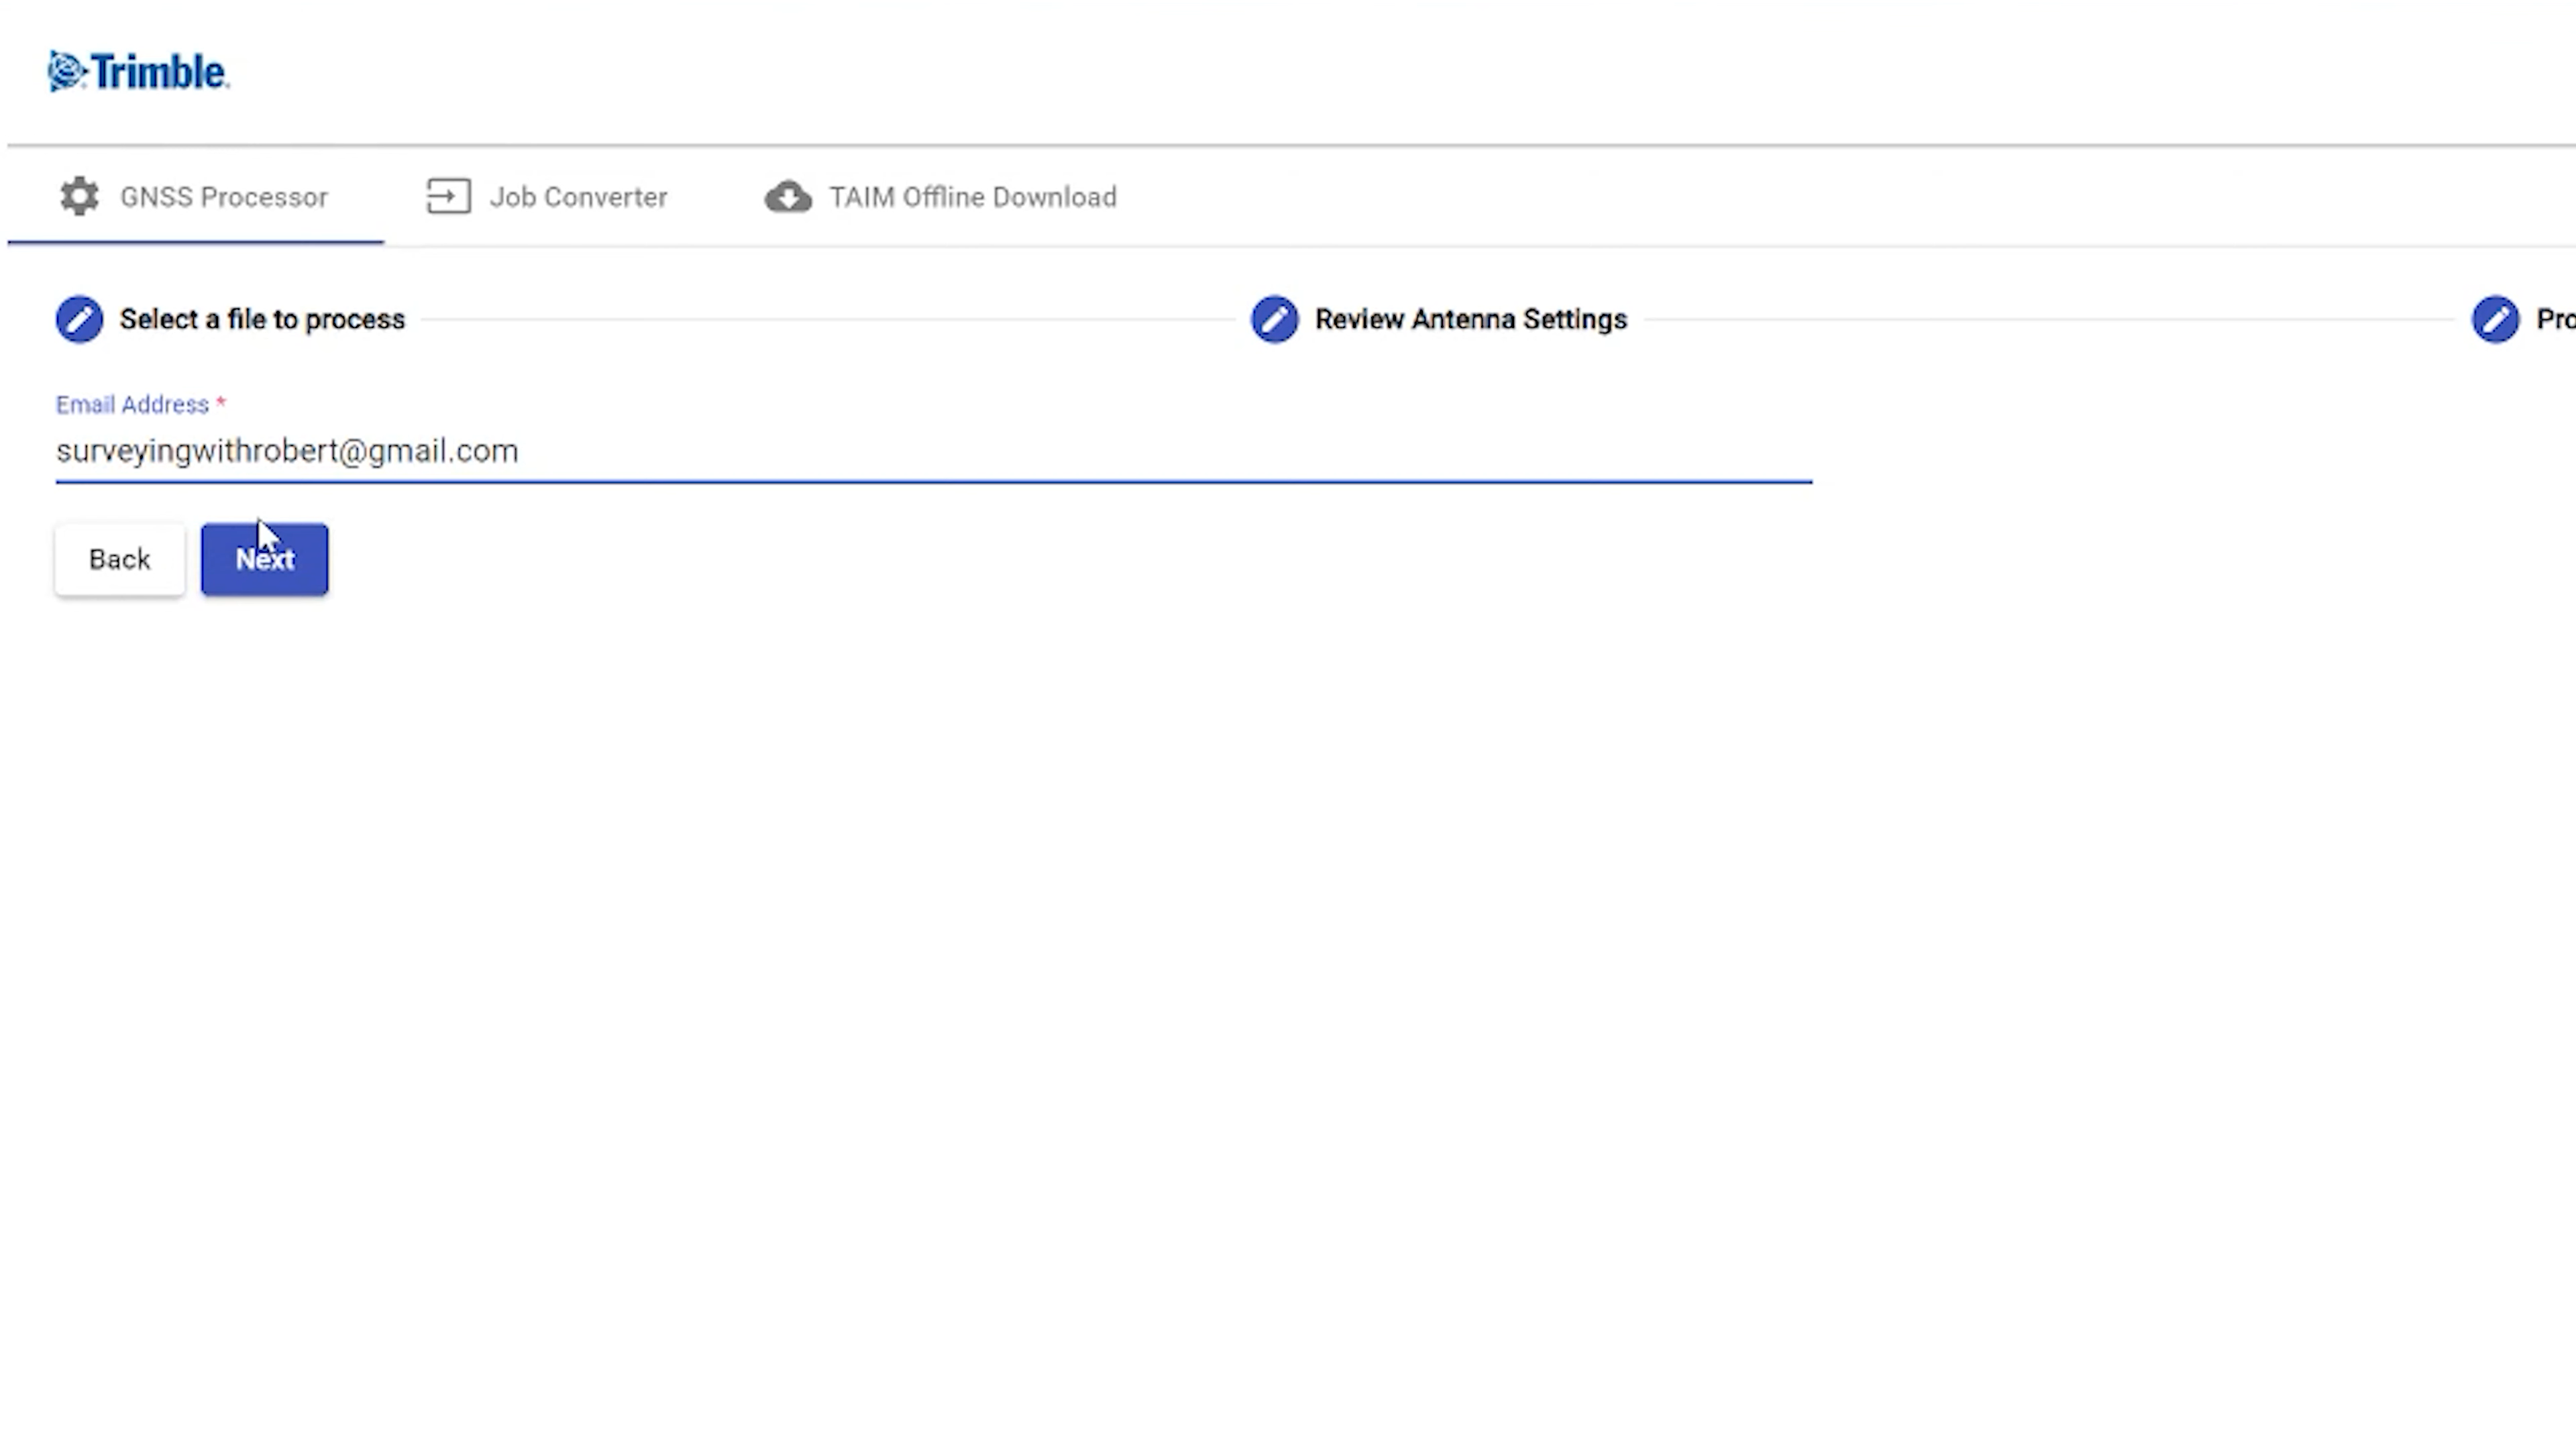 Trimble.
GNSS Processor Job Converter TAIM Offline Download
Select a file to process Review Antenna Settings
Email Address *
surveyingwithrobert@gmail.com
Back Next